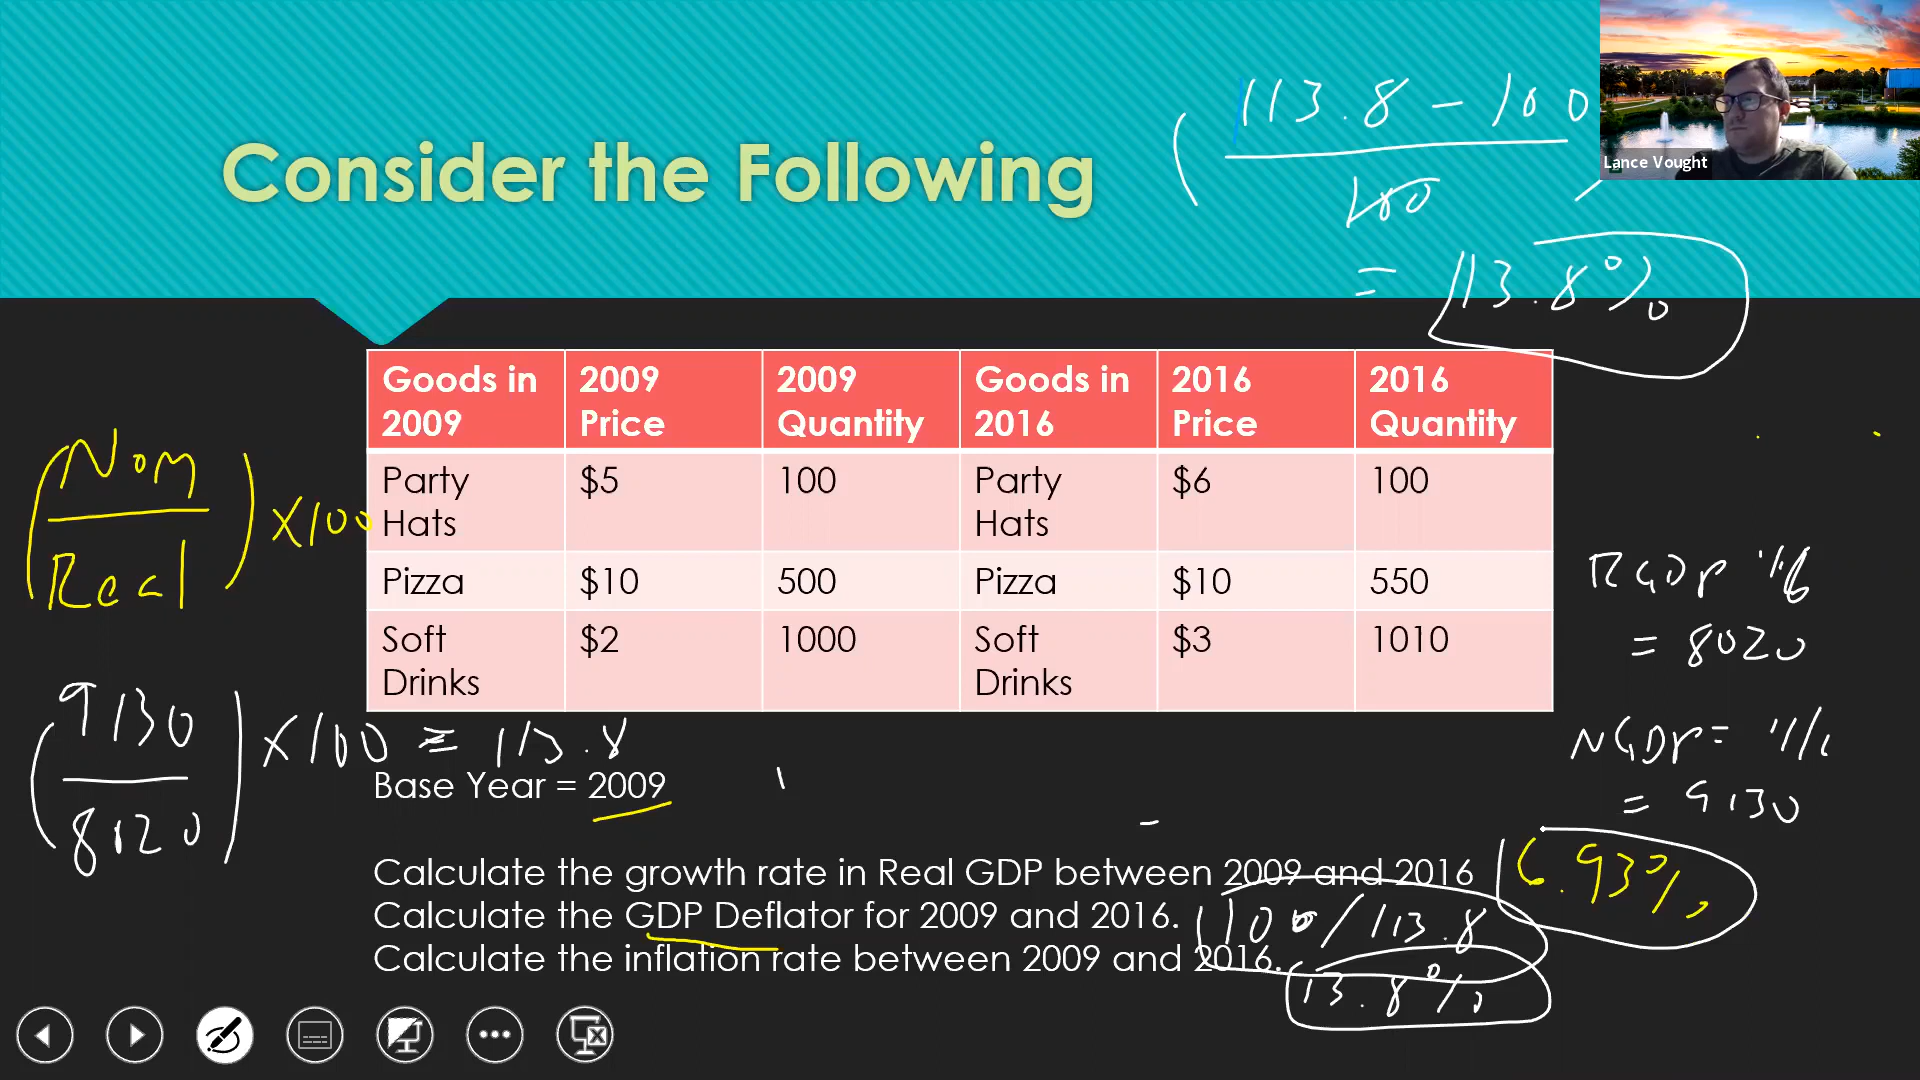 113.8 - 100
Lance Vought
Consider the Following
100
= 13.8%
Goods in 2009 | 2009 Price | 2009 Quantity | Goods in 2016 | 2016 Price | 2016 Quantity
Party Hats | $5 | 100 | Party Hats | $6 | 100
Pizza | $10 | 500 | Pizza | $10 | 550
Soft Drinks | $2 | 1000 | Soft Drinks | $3 | 1010
(Nom / Real) x100
RGDP '16
= 8020
NGDP =
= 9130
(9130 / 8020) x100 = 113.8
Base Year = 2009
Calculate the growth rate in Real GDP between 2009 and 2016
6.93%
Calculate the GDP Deflator for 2009 and 2016.
100/113.8
Calculate the inflation rate between 2009 and 2016.
13.8%